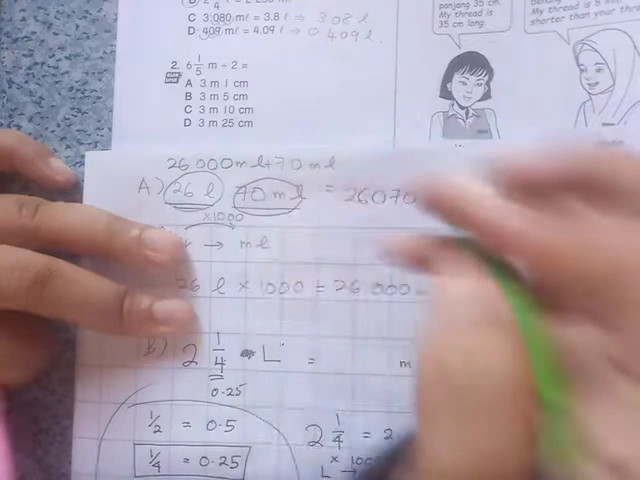 C 3.080 mℓ = 3.8 ℓ → 3.08 ℓ
D 409 mℓ = 4.09 ℓ → 0.409 ℓ.
panjang 35 cm.
My thread is
35 cm long.
My thread is 8 mm
shorter than your thre
2. 6 1/5 m ÷ 2 =
A 3 m 1 cm
B 3 m 5 cm
C 3 m 10 cm
D 3 m 25 cm
26 000 mℓ + 70 mℓ
A) 26 ℓ 70 mℓ = 26070
×1000
→ mℓ
26 ℓ × 1000 = 26 000
b) 2 1/4 L = m
0.25
1/2 = 0.5
1/4 = 0.25
2 1/4 = 2.
× 100
L →